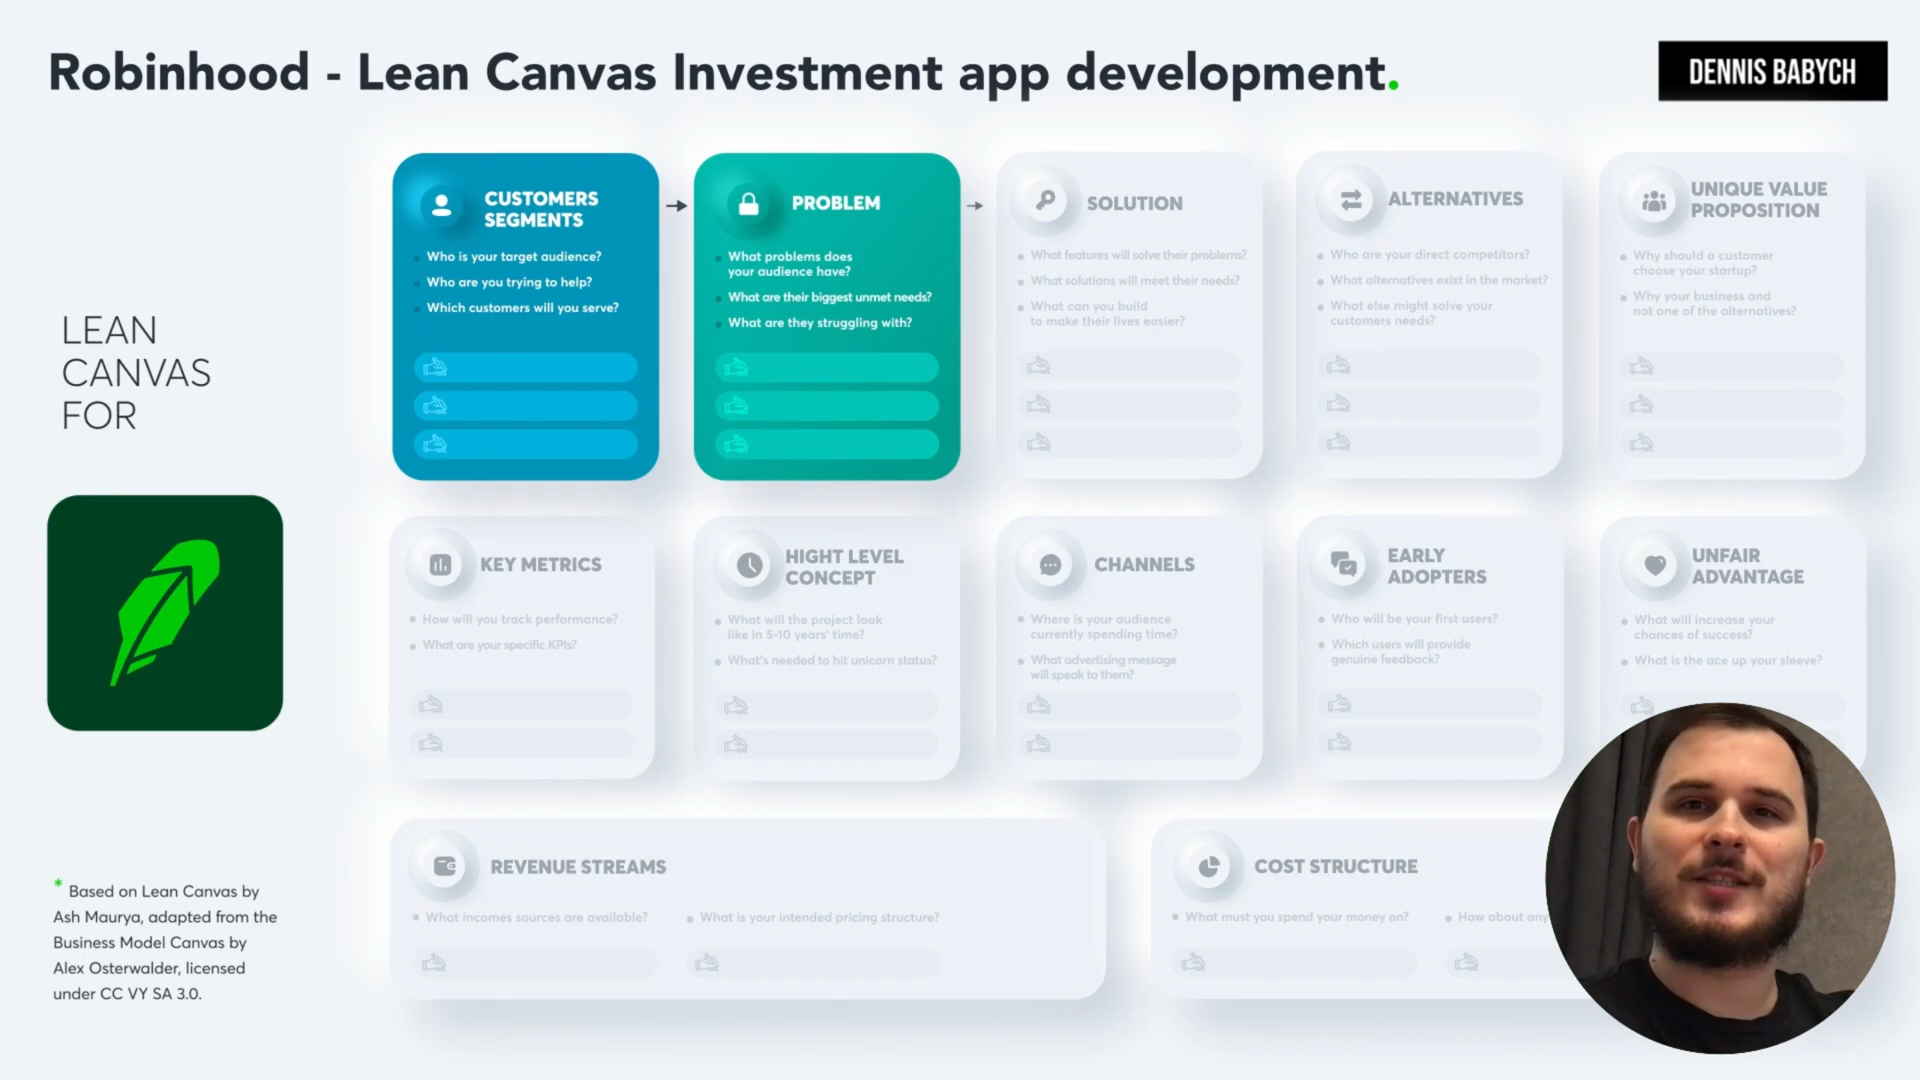 Robinhood - Lean Canvas Investment app development.
DENNIS BABYCH
LEAN
CANVAS
FOR
* Based on Lean Canvas by
Ash Maurya, adapted from the
Business Model Canvas by
Alex Osterwalder, licensed
under CC VY SA 3.0.
CUSTOMERS
SEGMENTS
Who is your target audience?
Who are you trying to help?
Which customers will you serve?
PROBLEM
What problems does
your audience have?
What are their biggest unmet needs?
What are they struggling with?
SOLUTION
What features will solve their problems?
What solutions will meet their needs?
What can you build
to make their lives easier?
ALTERNATIVES
Who are your direct competitors?
What alternatives exist in the market?
What else might solve your
customers needs?
UNIQUE VALUE
PROPOSITION
Why should a customer
choose your startup?
Why your business and
not one of the alternatives?
KEY METRICS
How will you track performance?
What are your specific KPIs?
HIGHT LEVEL
CONCEPT
What will the project look
like in 5-10 years' time?
What's needed to hit unicorn status?
CHANNELS
Where is your audience
currently spending time?
What advertising message
will speak to them?
EARLY
ADOPTERS
Who will be your first users?
Which users will provide
genuine feedback?
UNFAIR
ADVANTAGE
What will increase your
chances of success?
What is the ace up your sleeve?
REVENUE STREAMS
What incomes sources are available?
What is your intended pricing structure?
COST STRUCTURE
What must you spend your money on?
How about any